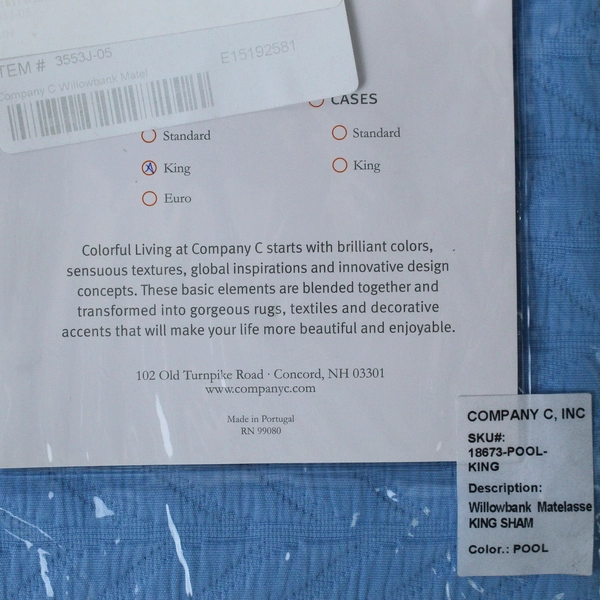 TEM # 3553J-05
E15192581
Company C Willowbank Matel
CASES
Standard
King
Euro
Standard
King
Colorful Living at Company C starts with brilliant colors,
sensuous textures, global inspirations and innovative design
concepts. These basic elements are blended together and
transformed into gorgeous rugs, textiles and decorative
accents that will make your life more beautiful and enjoyable.
102 Old Turnpike Road · Concord, NH 03301
www.companyc.com
Made in Portugal
RN 99080
COMPANY C, INC
SKU#:
18673-POOL-
KING
Description:
Willowbank Matelasse
KING SHAM
Color.: POOL